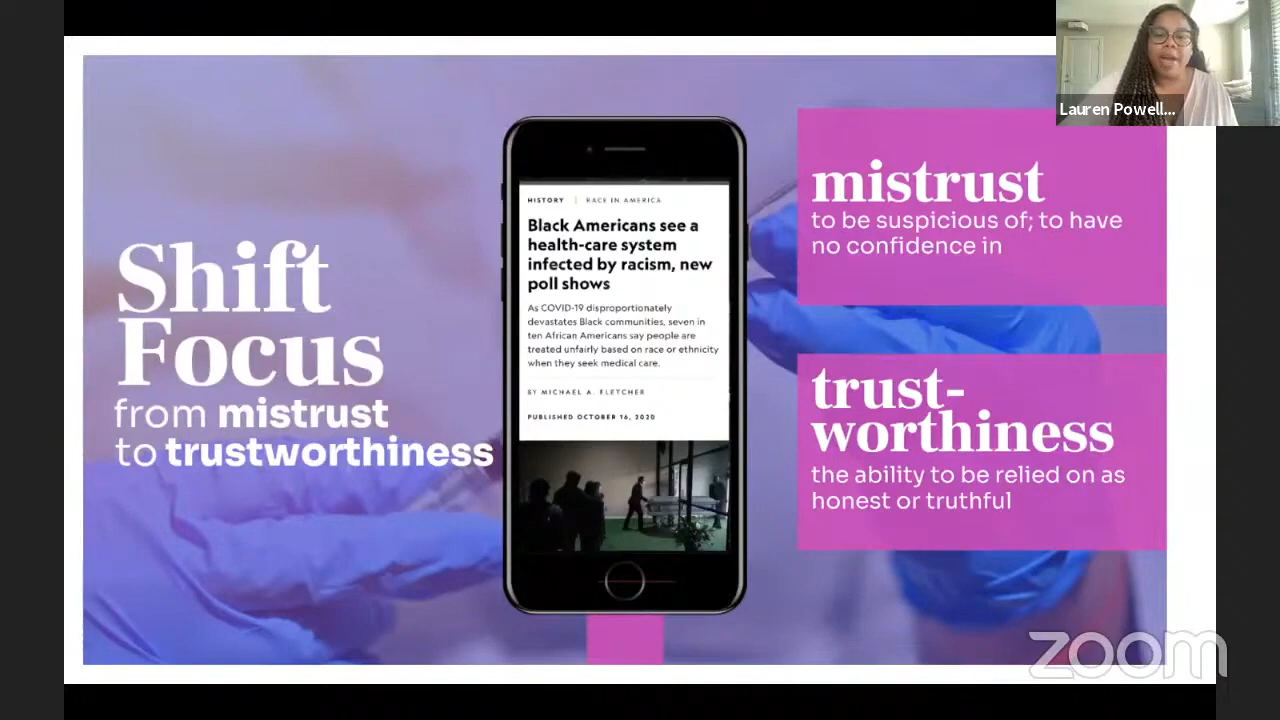 Shift
Focus
from mistrust
to trustworthiness
HISTORY | RACE IN AMERICA
Black Americans see a
health-care system
infected by racism, new
poll shows
As COVID-19 disproportionately
devastates Black communities, seven in
ten African Americans say people are
treated unfairly based on race or ethnicity
when they seek medical care.
BY MICHAEL A. FLETCHER
PUBLISHED OCTOBER 16, 2020
mistrust
to be suspicious of; to have
no confidence in
trust-
worthiness
the ability to be relied on as
honest or truthful
Lauren Powell...
zoom